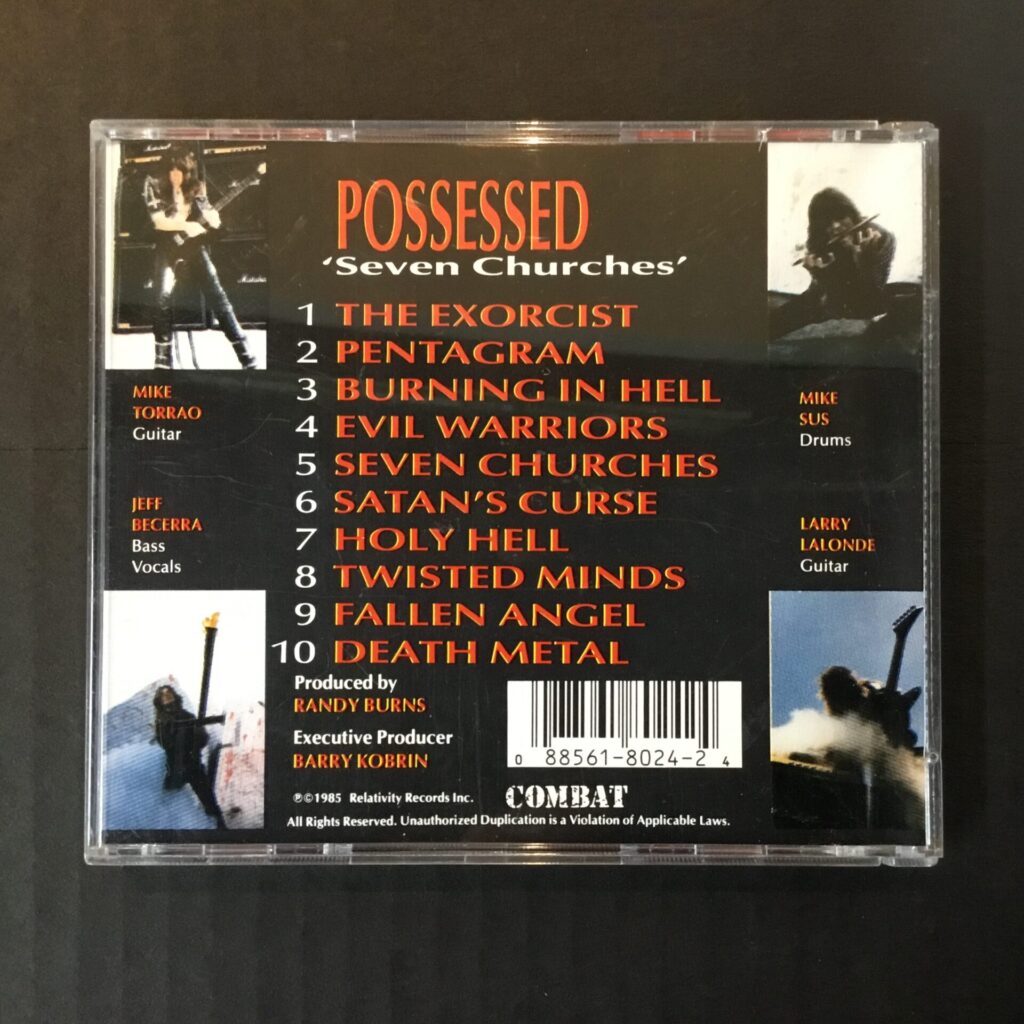 POSSESSED
'Seven Churches'
1 THE EXORCIST
2 PENTAGRAM
3 BURNING IN HELL
4 EVIL WARRIORS
5 SEVEN CHURCHES
6 SATAN'S CURSE
7 HOLY HELL
8 TWISTED MINDS
9 FALLEN ANGEL
10 DEATH METAL
MIKE
TORRAO
Guitar
JEFF
BECERRA
Bass
Vocals
MIKE
SUS
Drums
LARRY
LALONDE
Guitar
Produced by
RANDY BURNS
Executive Producer
BARRY KOBRIN
℗©1985 Relativity Records Inc.
0 88561-8024-2 4
COMBAT
All Rights Reserved. Unauthorized Duplication is a Violation of Applicable Laws.